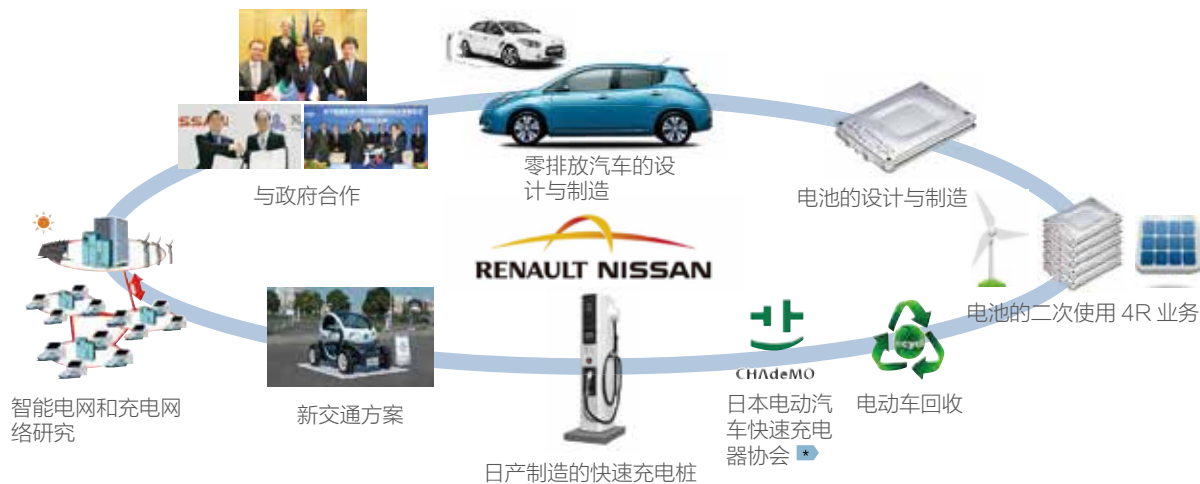 与政府合作
零排放汽车的设
计与制造
电池的设计与制造
RENAULT NISSAN
电池的二次使用 4R 业务
智能电网和充电网
络研究
新交通方案
日产制造的快速充电桩
CHAdeMO
日本电动汽
车快速充电
器协会 *
电动车回收